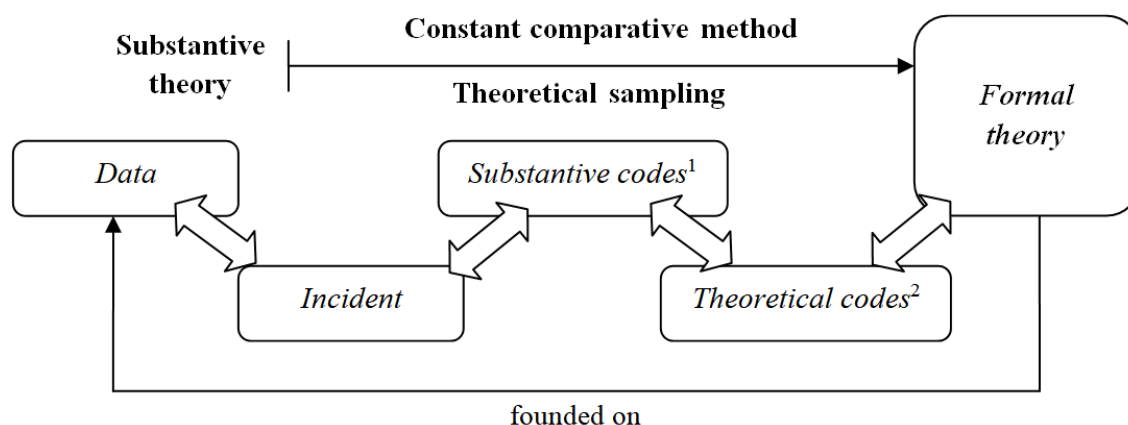 Constant comparative method
Substantive
theory
Theoretical sampling
Formal
theory
Data
Substantive codes¹
Incident
Theoretical codes²
founded on